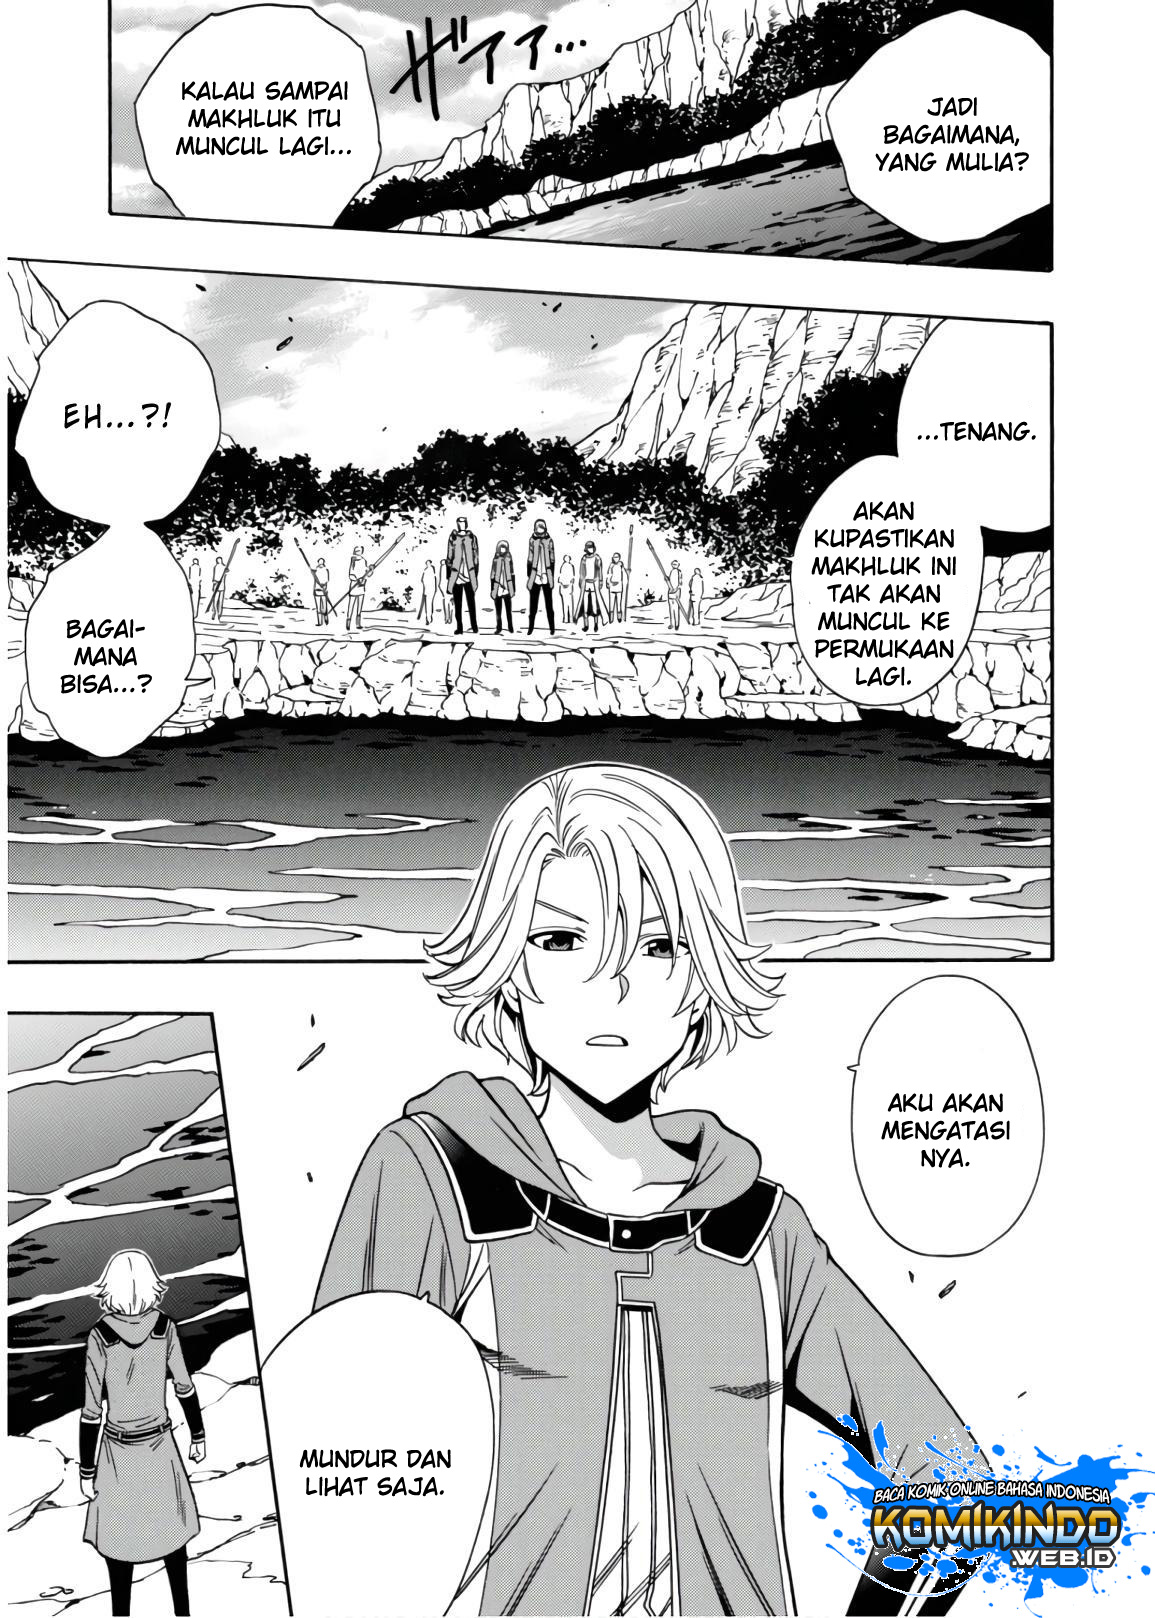 JADI
BAGAIMANA,
YANG MULIA?
ザアア...
KALAU SAMPAI
MAKHLUK ITU
MUNCUL LAGI...
...TENANG.
AKAN
KUPASTIKAN
MAKHLUK INI
TAK AKAN
MUNCUL KE
PERMUKAAN
LAGI.
EH...?!
BAGAI-
MANA
BISA...?
AKU AKAN
MENGATASI
NYA.
MUNDUR DAN
LIHAT SAJA.
BACA KOMIK ONLINE BAHASA INDONESIA
KOMIKINDO
WEB.ID